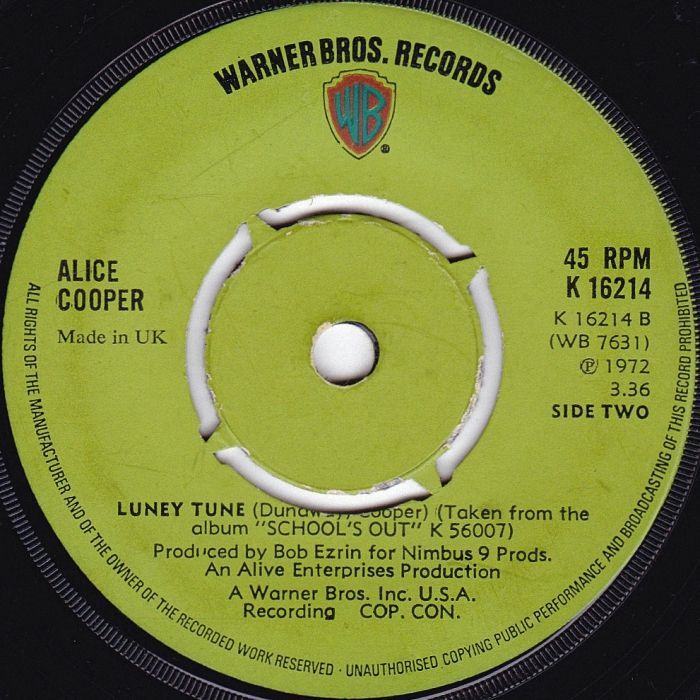 WARNER BROS. RECORDS
WB
®
ALICE
COOPER
Made in UK
45 RPM
K 16214
K 16214 B
(WB 7631)
℗ 1972
3.36
SIDE TWO
LUNEY TUNE (Dunaway, Cooper) (Taken from the
album "SCHOOL'S OUT" K 56007)
Produced by Bob Ezrin for Nimbus 9 Prods.
An Alive Enterprises Production
A Warner Bros. Inc. U.S.A.
Recording COP. CON.
ALL RIGHTS OF THE MANUFACTURER AND OF THE OWNER OF THE RECORDED WORK RESERVED · UNAUTHORISED COPYING PUBLIC PERFORMANCE AND BROADCASTING OF THIS RECORD PROHIBITED